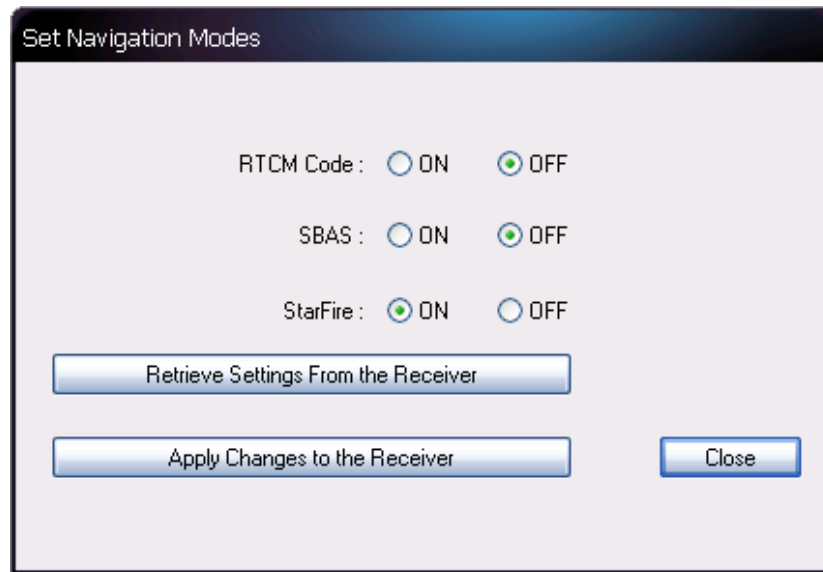 Set Navigation Modes
RTCM Code : ON OFF
SBAS : ON OFF
StarFire : ON OFF
Retrieve Settings From the Receiver
Apply Changes to the Receiver Close